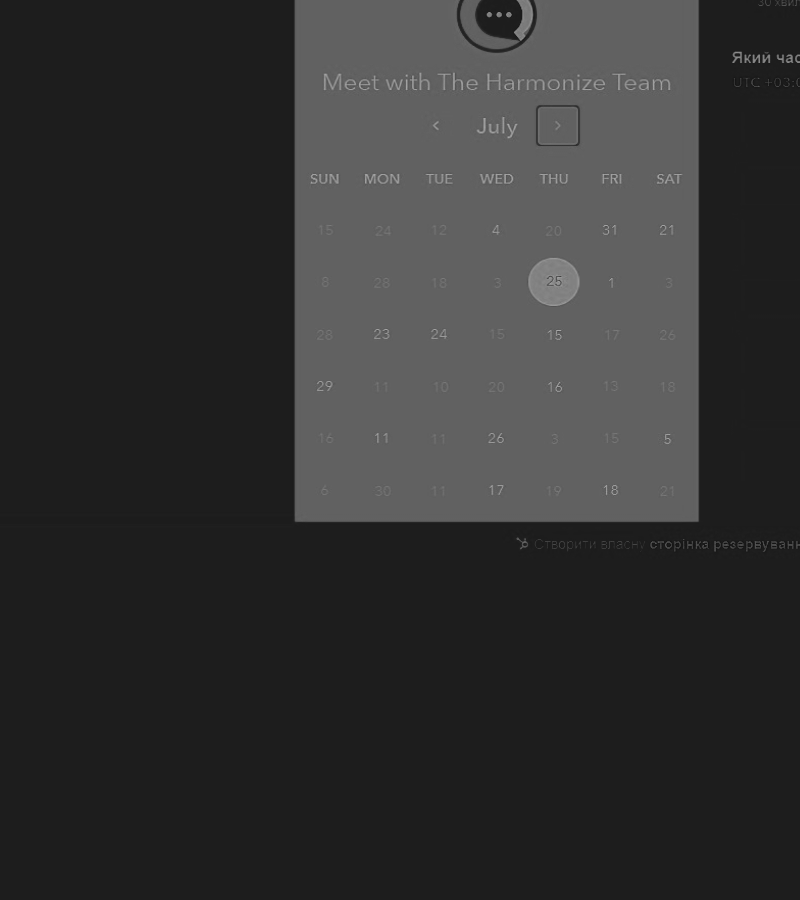 30 хвил
Який час
UTC +03:0
Meet with The Harmonize Team
July
SUN MON TUE WED THU FRI SAT
15 24 12 4 20 31 21
8 28 18 3 25 1 3
28 23 24 15 15 17 26
29 11 10 20 16 13 18
16 11 11 26 3 15 5
6 30 11 17 19 18 21
Створити власну сторінка резервуванн